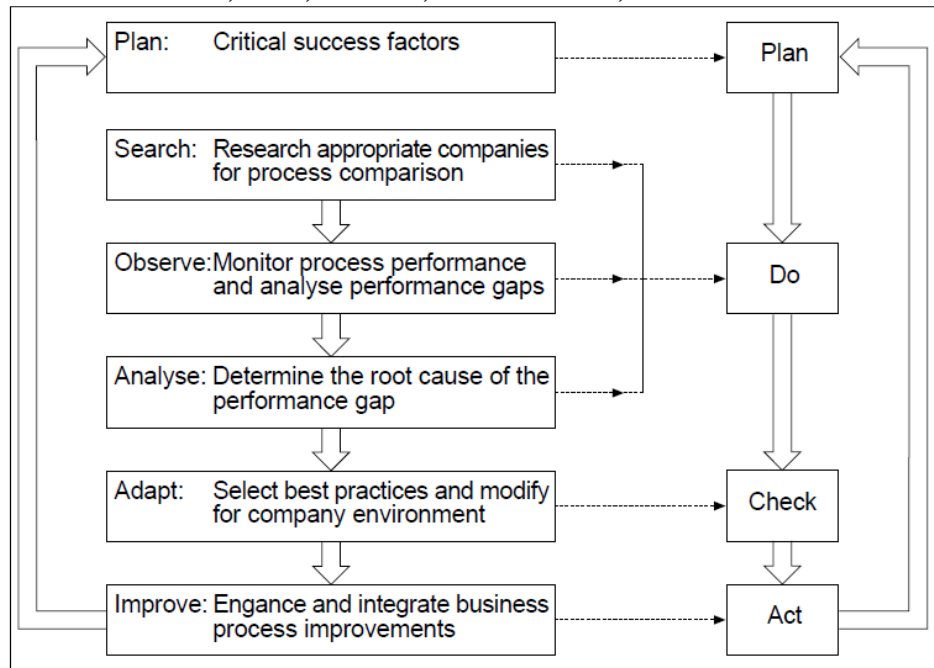 Plan: Critical success factors
Plan
Search: Research appropriate companies
for process comparison
Observe: Monitor process performance
and analyse performance gaps
Do
Analyse: Determine the root cause of the
performance gap
Adapt: Select best practices and modify
for company environment
Check
Improve: Engance and integrate business
process improvements
Act